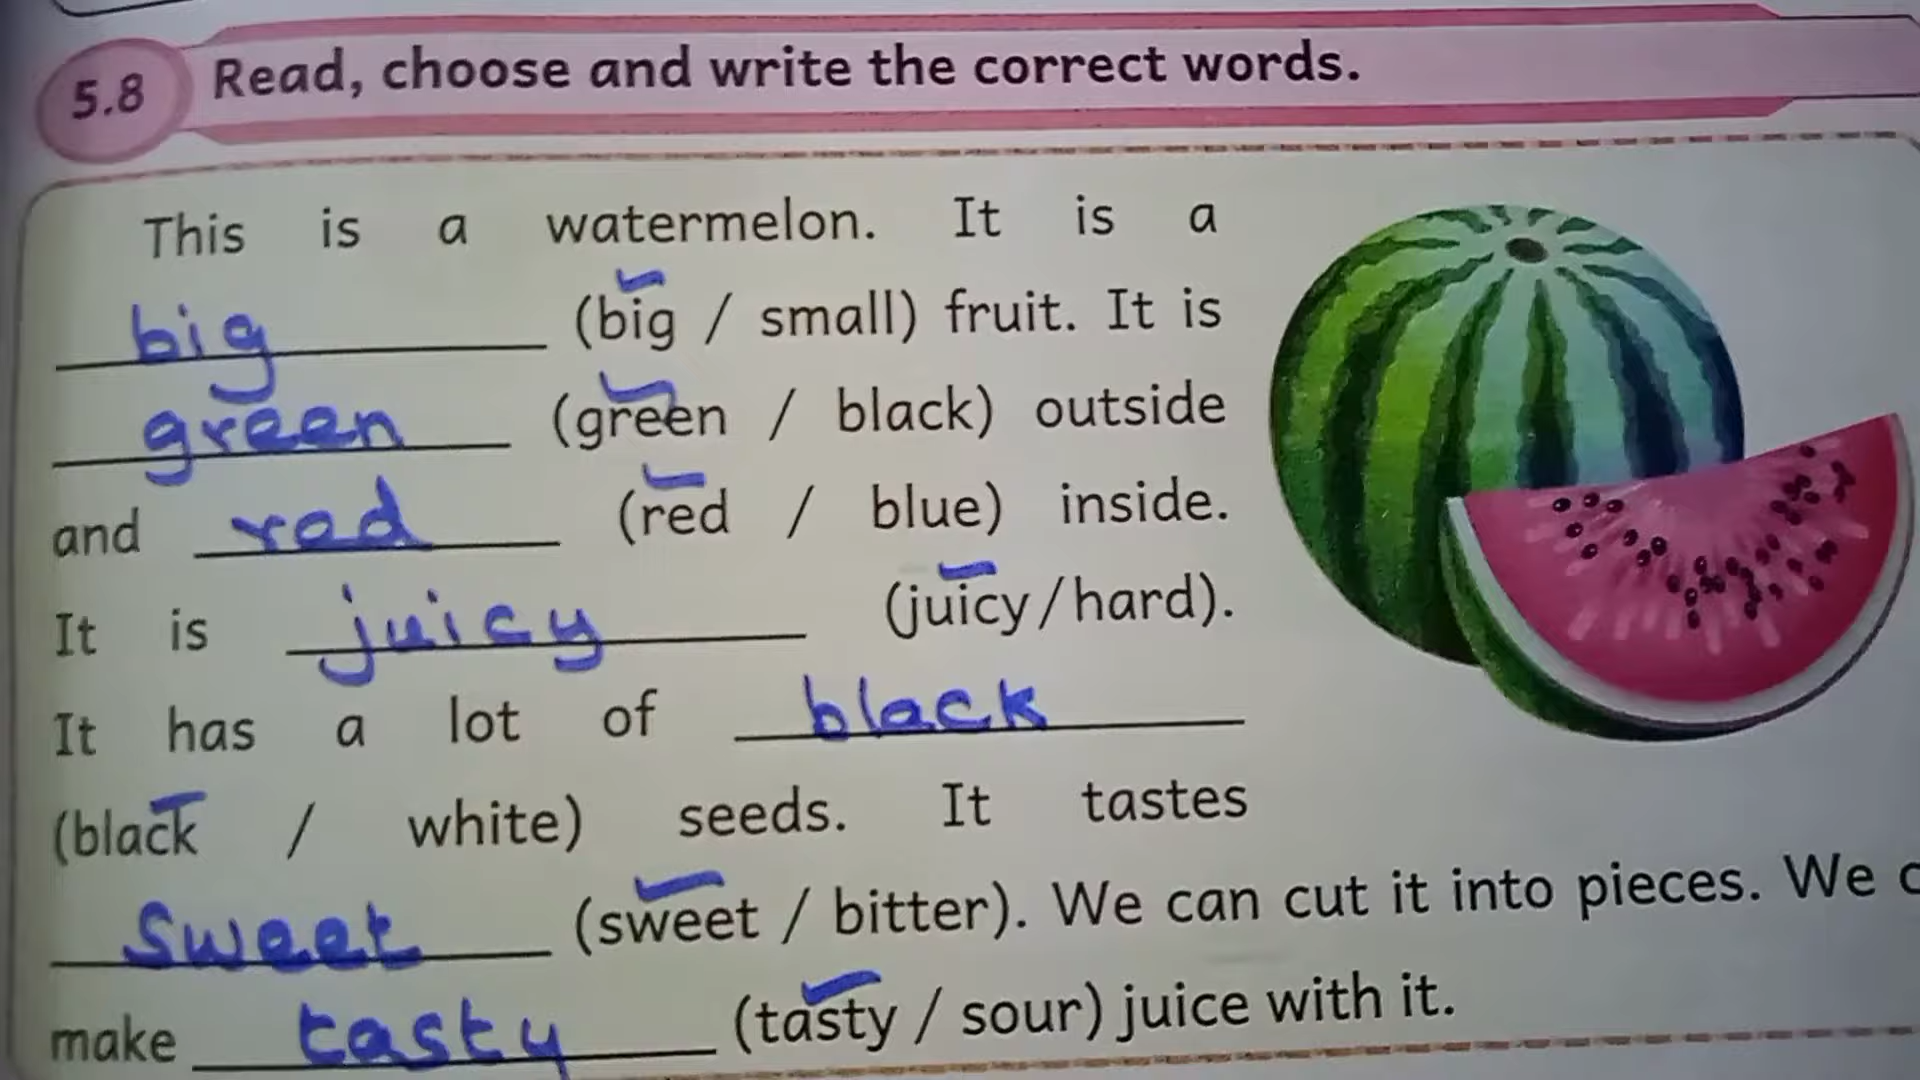 5.8 Read, choose and write the correct words.
This is a watermelon. It is a
big (big / small) fruit. It is
green (green / black) outside
and red (red / blue) inside.
It is juicy (juicy / hard).
It has a lot of black
(black / white) seeds. It tastes
sweet (sweet / bitter). We can cut it into pieces. We
make tasty (tasty / sour) juice with it.